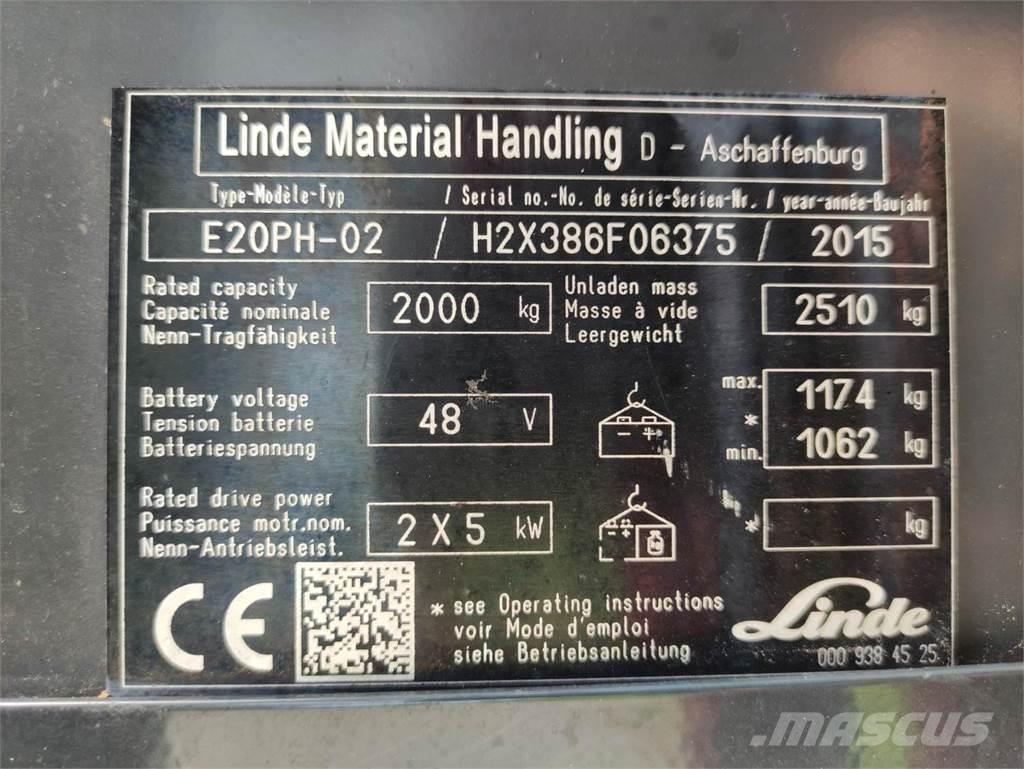 Linde Material Handling D - Aschaffenburg
Type-Modèle-Typ / Serial no.-No. de série-Serien-Nr. / year-année-Baujahr
E20PH-02 / H2X386F06375 / 2015
Rated capacity
Capacité nominale
Nenn-Tragfähigkeit
2000 kg
Unladen mass
Masse à vide
Leergewicht
2510 kg
Battery voltage
Tension batterie
Batteriespannung
48 V
- +
max. 1174 kg
*
min. 1062 kg
Rated drive power
Puissance motr.nom.
Nenn-Antriebsleist.
2 X 5 kW
- +
kg
* kg
CE
* see Operating instructions
voir Mode d'emploi
siehe Betriebsanleitung
Linde
000 938 45 25
MASCUS